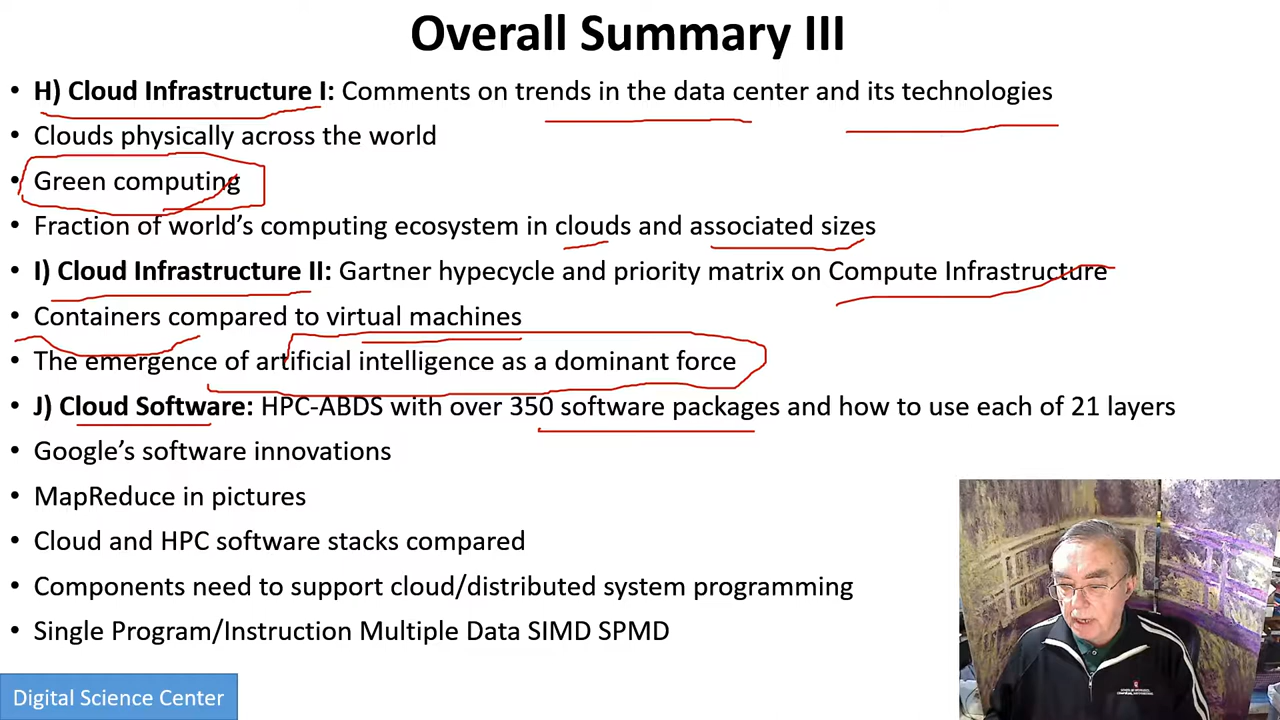 Overall Summary III
• H) Cloud Infrastructure I: Comments on trends in the data center and its technologies
• Clouds physically across the world
• Green computing
• Fraction of world's computing ecosystem in clouds and associated sizes
• I) Cloud Infrastructure II: Gartner hypecycle and priority matrix on Compute Infrastructure
• Containers compared to virtual machines
• The emergence of artificial intelligence as a dominant force
• J) Cloud Software: HPC-ABDS with over 350 software packages and how to use each of 21 layers
• Google's software innovations
• MapReduce in pictures
• Cloud and HPC software stacks compared
• Components need to support cloud/distributed system programming
• Single Program/Instruction Multiple Data SIMD SPMD
Digital Science Center